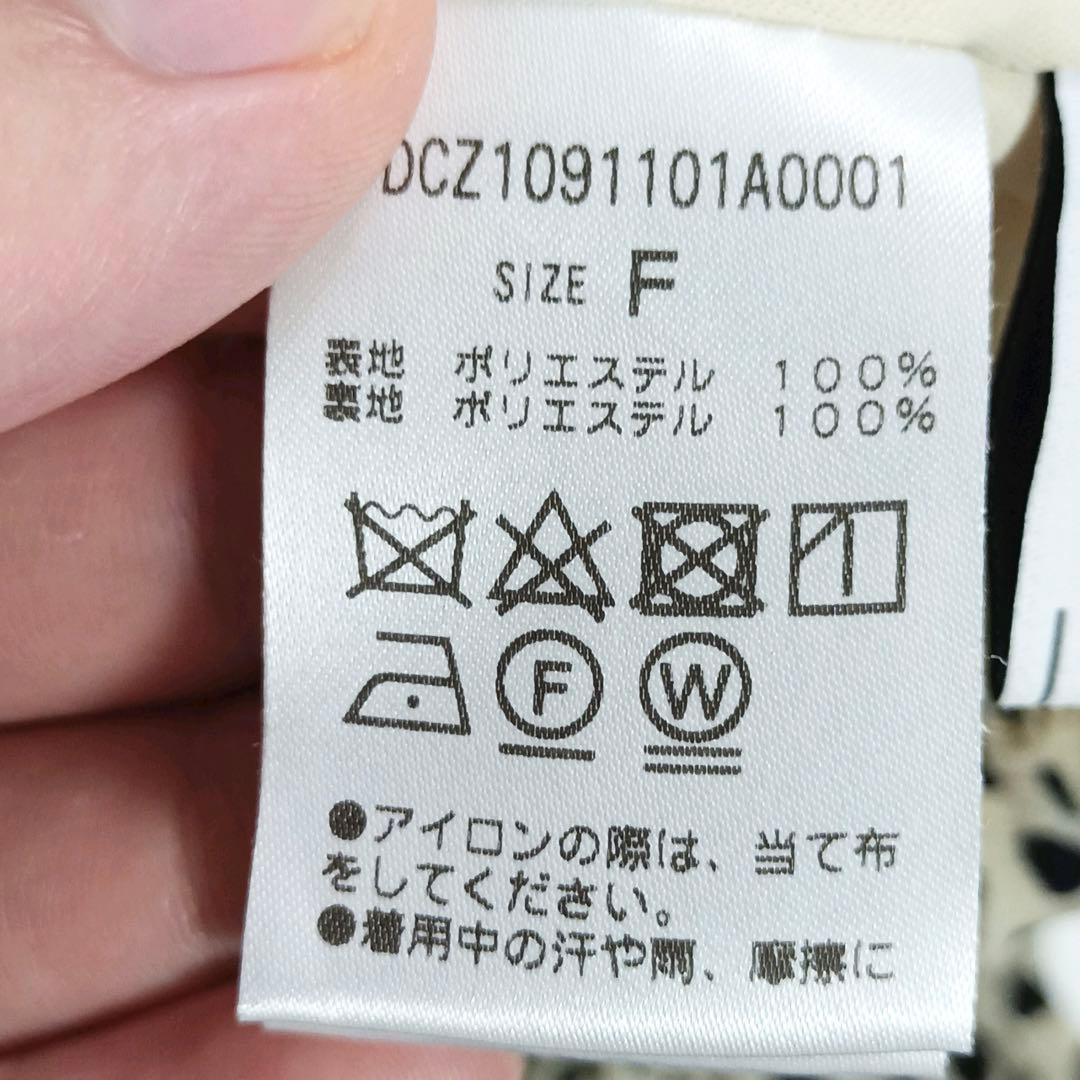 DCZ1091101A0001
SIZE F
表地 ポリエステル 100%
裏地 ポリエステル 100%
F
W
●アイロンの際は、当て布
をしてください。
●着用中の汗や雨、摩擦に